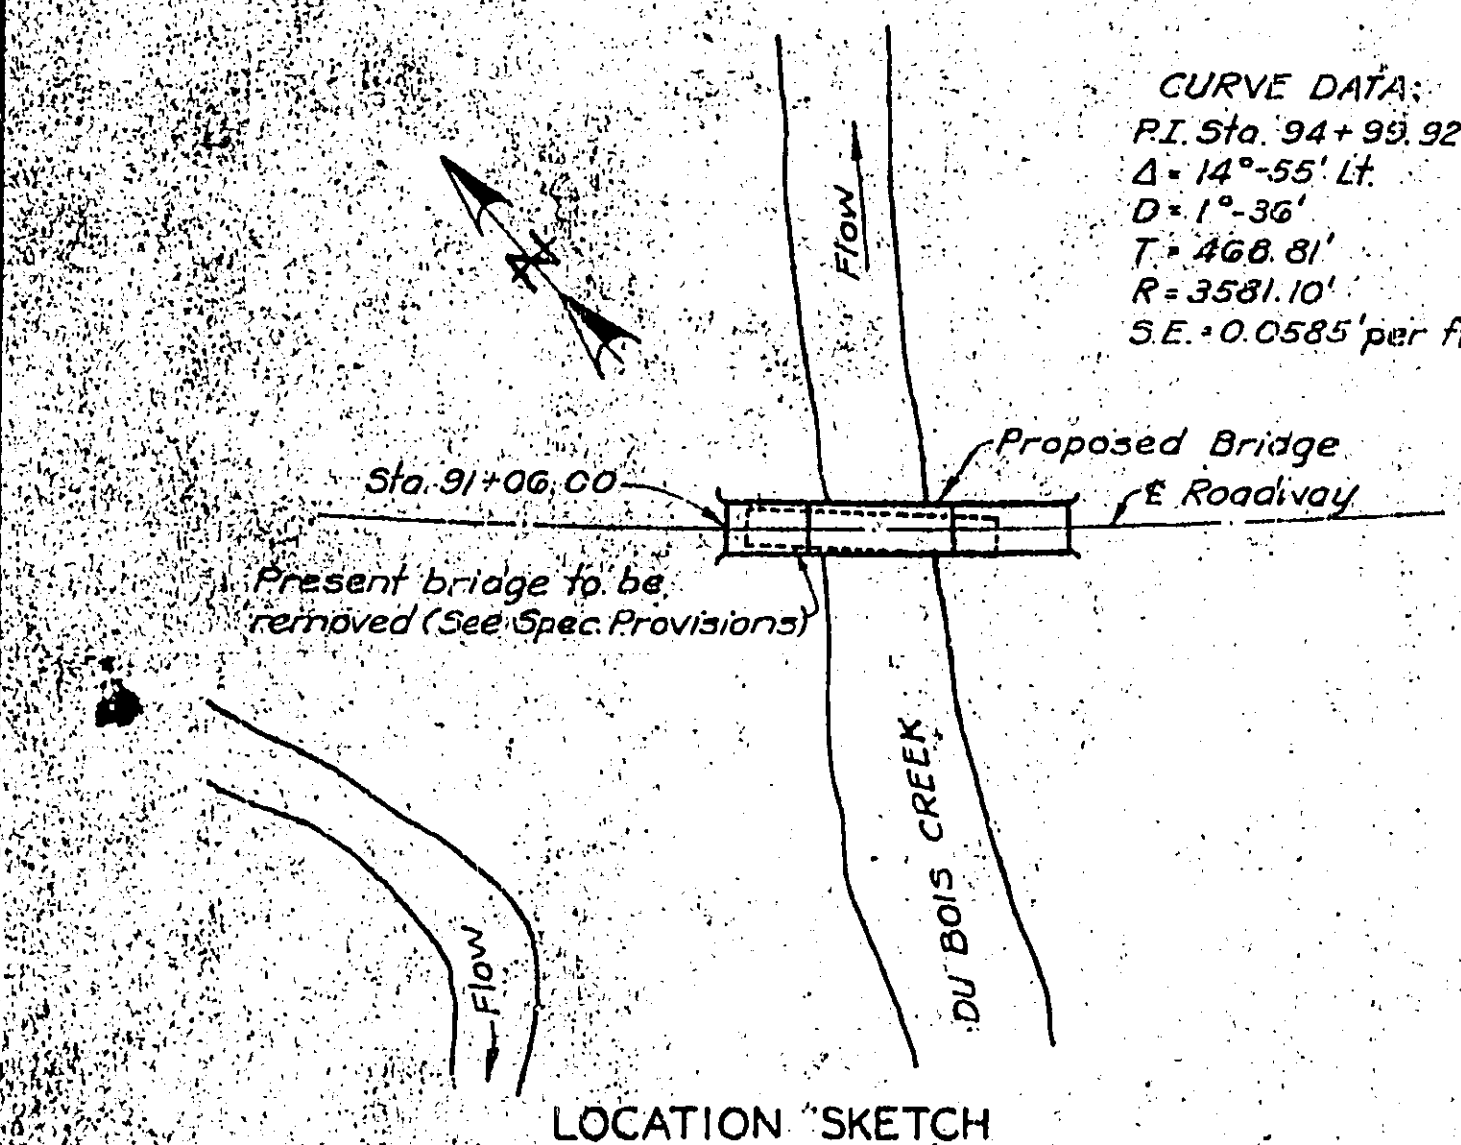 CURVE DATA:
P.I. Sta. 94+99.92
Δ = 14°-55' Lt.
D = 1°-36'
T = 468.81'
R = 3581.10'
S.E. = 0.0585' per
Flow
N
Proposed Bridge
Sta. 91+06.00
℄ Roadway
Present bridge to be
removed (See Spec. Provisions)
DU BOIS CREEK
Flow
LOCATION SKETCH